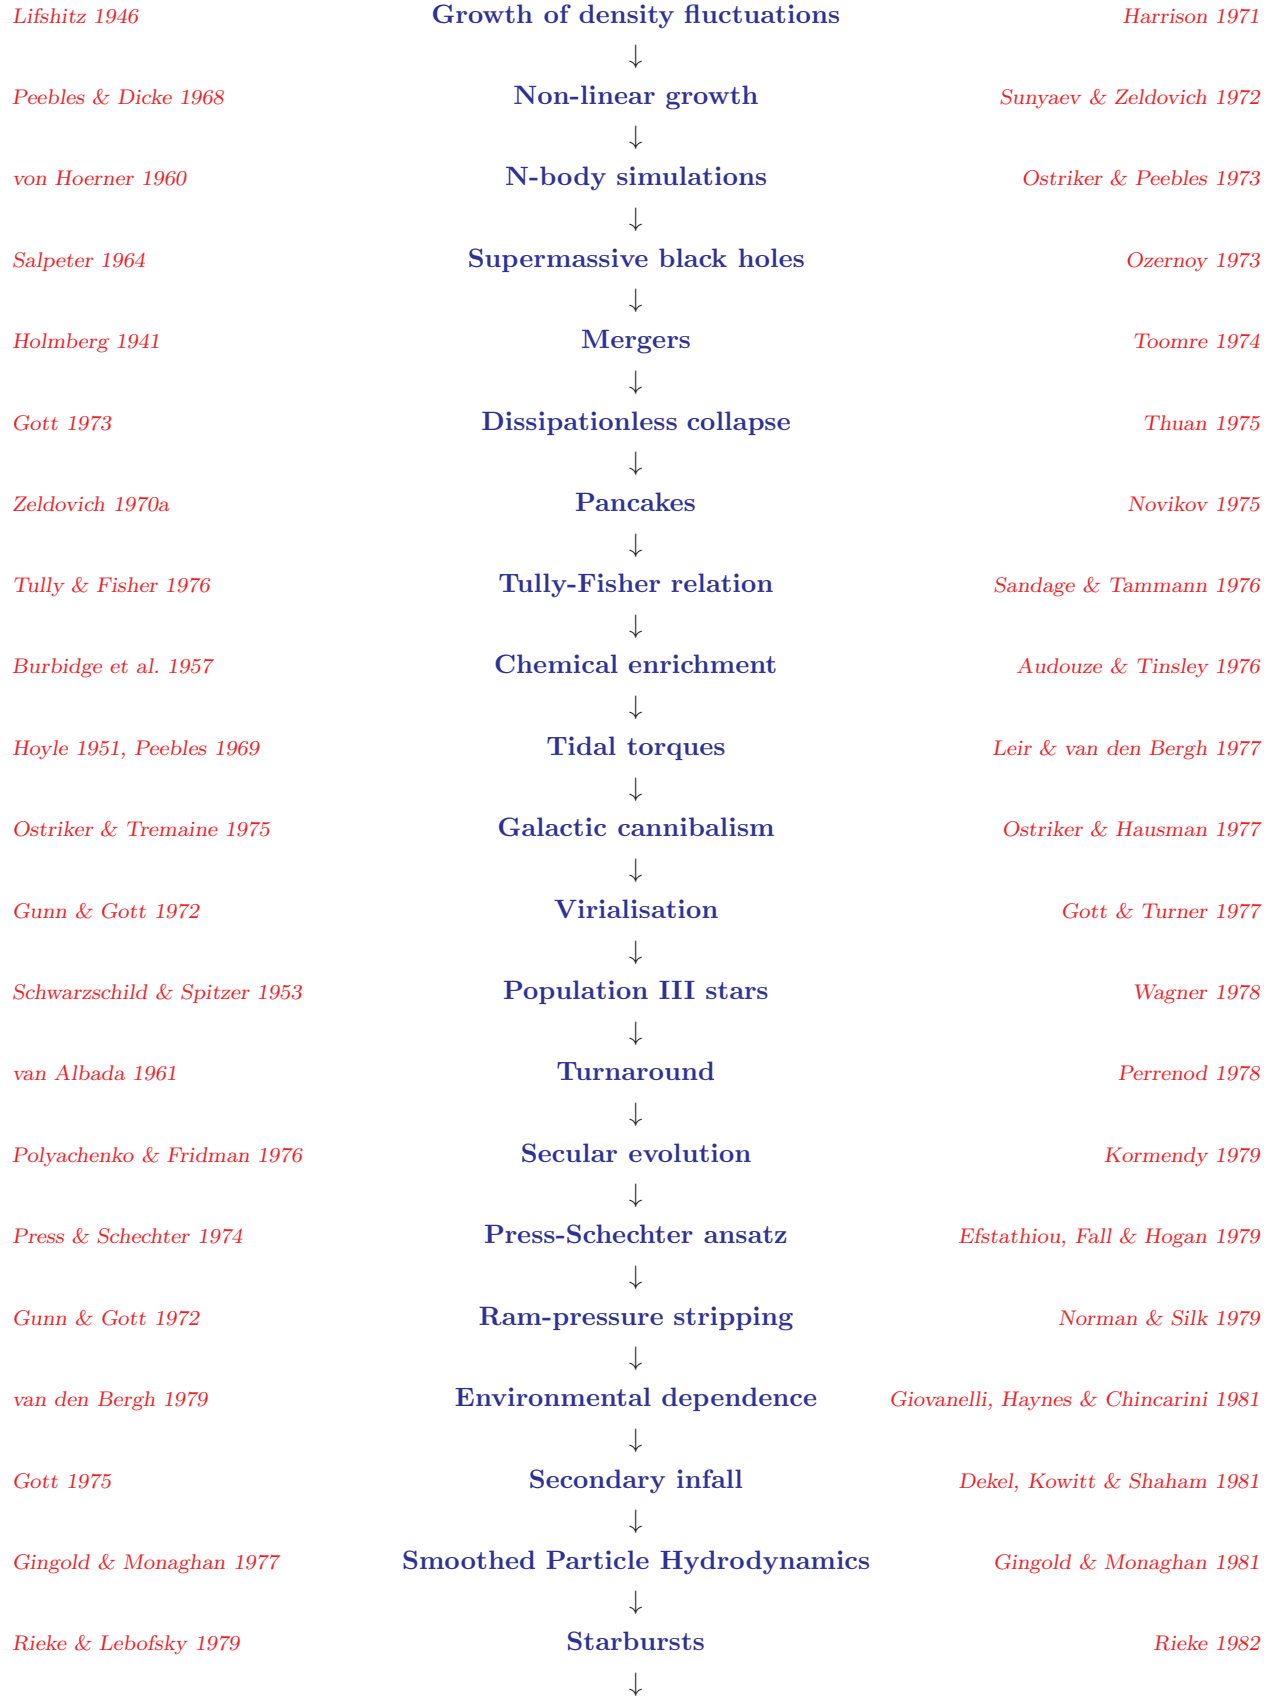 Lifshitz 1946 Growth of density fluctuations Harrison 1971
↓
Peebles & Dicke 1968 Non-linear growth Sunyaev & Zeldovich 1972
↓
von Hoerner 1960 N-body simulations Ostriker & Peebles 1973
↓
Salpeter 1964 Supermassive black holes Ozernoy 1973
↓
Holmberg 1941 Mergers Toomre 1974
↓
Gott 1973 Dissipationless collapse Thuan 1975
↓
Zeldovich 1970a Pancakes Novikov 1975
↓
Tully & Fisher 1976 Tully-Fisher relation Sandage & Tammann 1976
↓
Burbidge et al. 1957 Chemical enrichment Audouze & Tinsley 1976
↓
Hoyle 1951, Peebles 1969 Tidal torques Leir & van den Bergh 1977
↓
Ostriker & Tremaine 1975 Galactic cannibalism Ostriker & Hausman 1977
↓
Gunn & Gott 1972 Virialisation Gott & Turner 1977
↓
Schwarzschild & Spitzer 1953 Population III stars Wagner 1978
↓
van Albada 1961 Turnaround Perrenod 1978
↓
Polyachenko & Fridman 1976 Secular evolution Kormendy 1979
↓
Press & Schechter 1974 Press-Schechter ansatz Efstathiou, Fall & Hogan 1979
↓
Gunn & Gott 1972 Ram-pressure stripping Norman & Silk 1979
↓
van den Bergh 1979 Environmental dependence Giovanelli, Haynes & Chincarini 1981
↓
Gott 1975 Secondary infall Dekel, Kowitt & Shaham 1981
↓
Gingold & Monaghan 1977 Smoothed Particle Hydrodynamics Gingold & Monaghan 1981
↓
Rieke & Lebofsky 1979 Starbursts Rieke 1982
↓